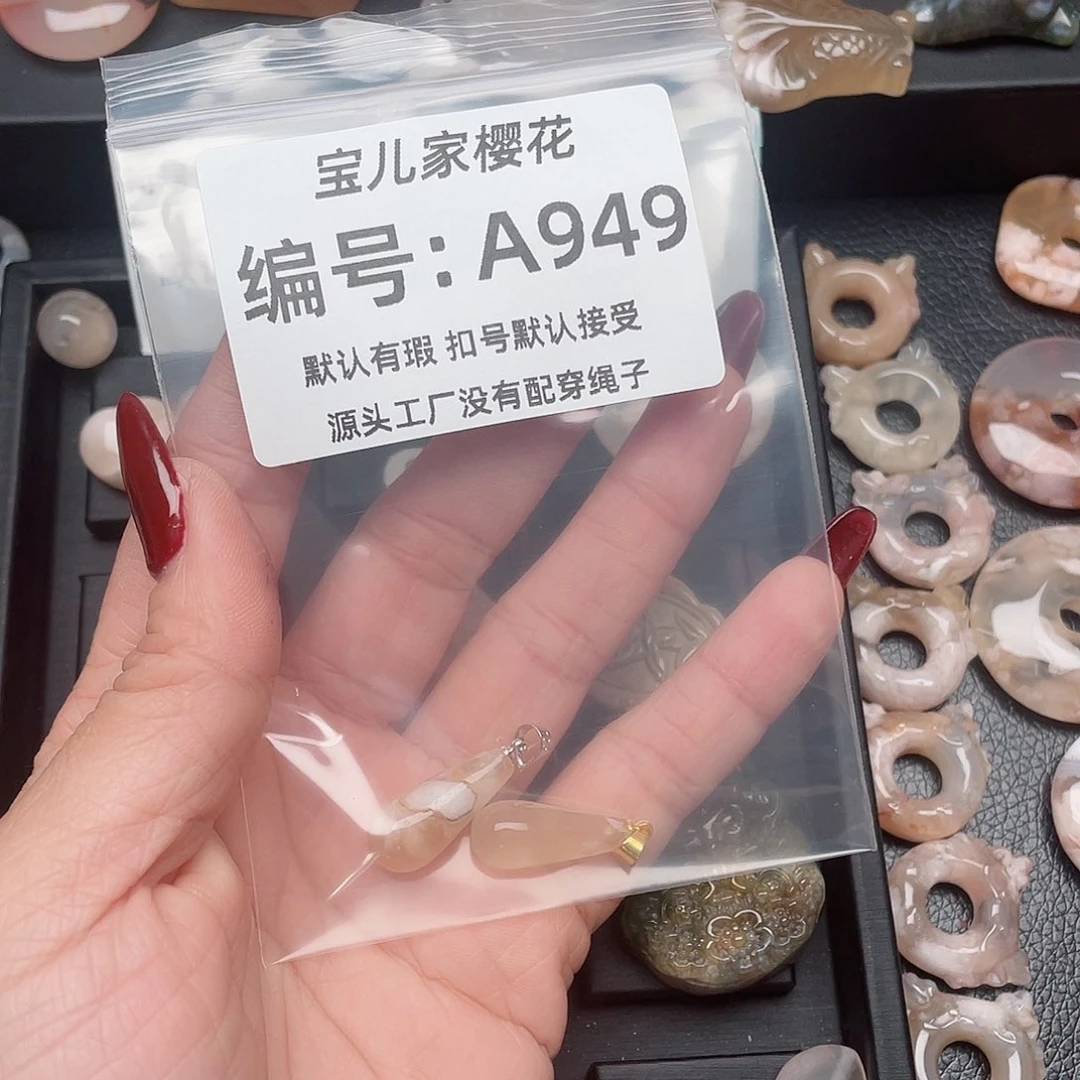 宝儿家樱花
编号：A949
默认有瑕 扣号默认接受
源头工厂没有配穿绳子